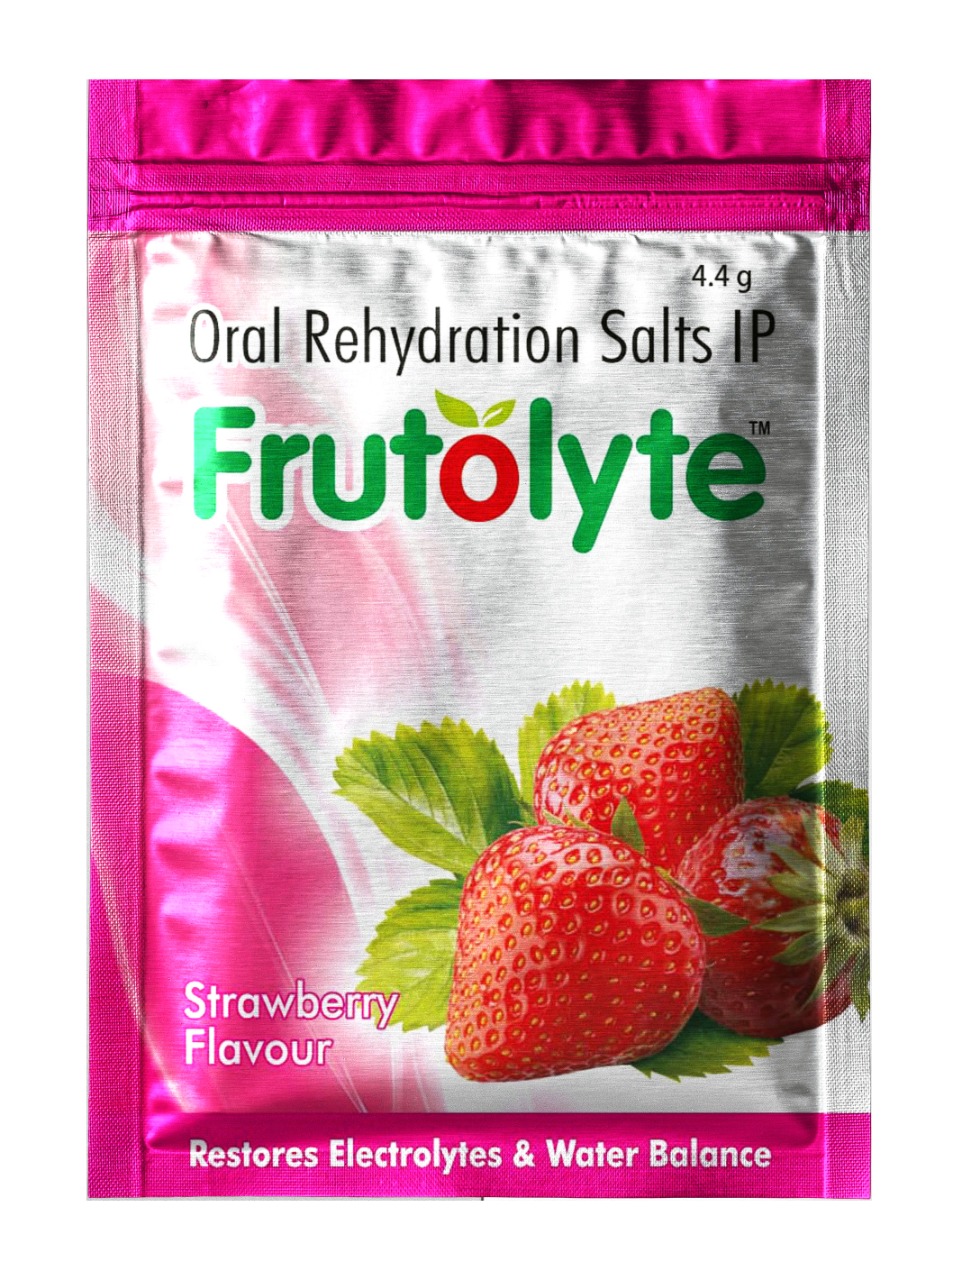 4.4 g
Oral Rehydration Salts IP
Frutolyte™
Strawberry
Flavour
Restores Electrolytes & Water Balance